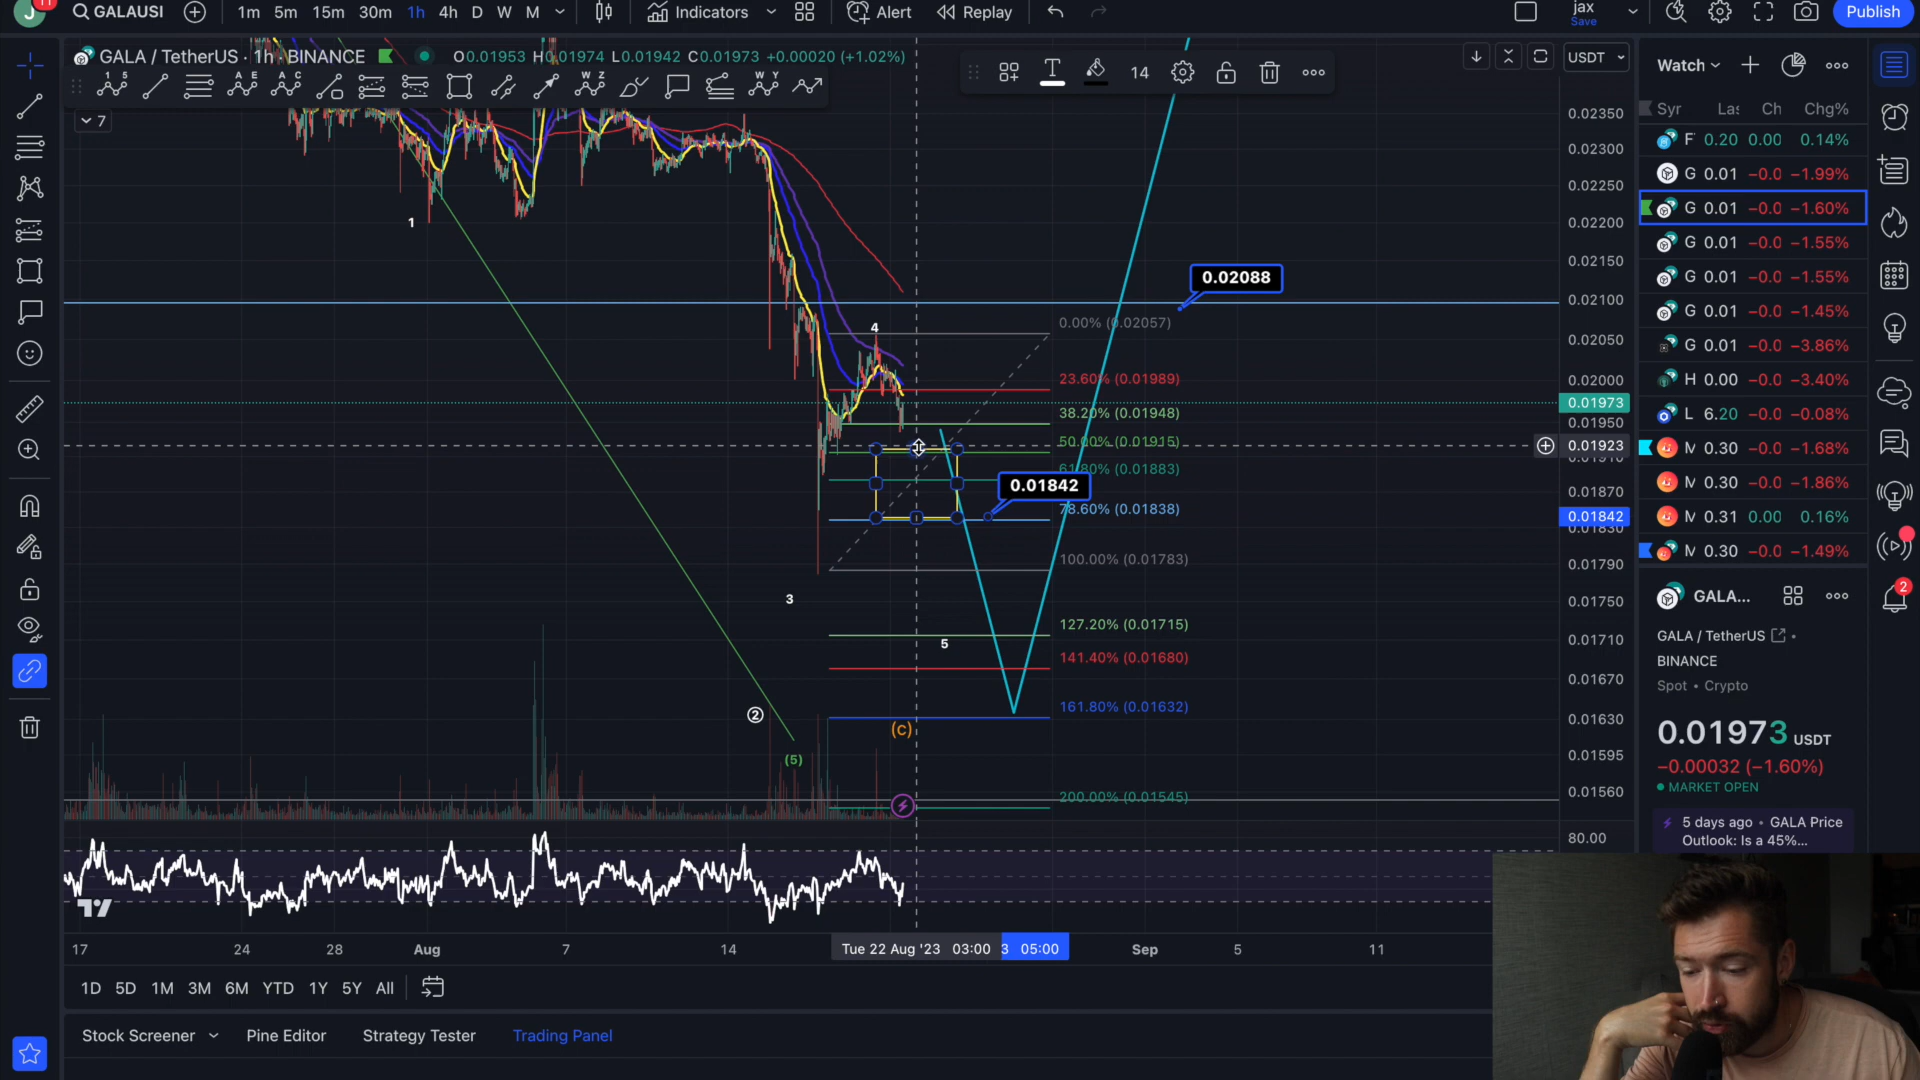 J 11 GALAUSI 1m 5m 15m 30m 1h 4h D W M Indicators Alert Replay jax Save Publish
GALA / TetherUS · 1h · BINANCE O0.01953 H0.01974 L0.01942 C0.01973 +0.00020 (+1.02%)
USDT
14
7
0.02350
0.02300
0.02250
0.02200
0.02150
0.02100
0.02050
0.02000
0.01973
0.01950
0.01923
0.01910
0.01870
0.01842
0.01830
0.01790
0.01750
0.01710
0.01670
0.01630
0.01595
0.01560
80.00
1
4
3
5
②
(5)
(c)
0.02088
0.01842
0.00% (0.02057)
23.60% (0.01989)
38.20% (0.01948)
50.00% (0.01915)
61.80% (0.01883)
78.60% (0.01838)
100.00% (0.01783)
127.20% (0.01715)
141.40% (0.01680)
161.80% (0.01632)
200.00% (0.01545)
17 24 28 Aug 7 14 Tue 22 Aug '23 03:00 3 05:00 Sep 5 11
1D 5D 1M 3M 6M YTD 1Y 5Y All
Stock Screener Pine Editor Strategy Tester Trading Panel
Watch
Syr Las Ch Chg%
F 0.20 0.00 0.14%
G 0.01 −0.0 −1.99%
G 0.01 −0.0 −1.60%
G 0.01 −0.0 −1.55%
G 0.01 −0.0 −1.55%
G 0.01 −0.0 −1.45%
G 0.01 −0.0 −3.86%
H 0.00 −0.0 −3.40%
L 6.20 −0.0 −0.08%
M 0.30 −0.0 −1.68%
M 0.30 −0.0 −1.86%
M 0.31 0.00 0.16%
M 0.30 −0.0 −1.49%
GALA...
GALA / TetherUS
BINANCE
Spot • Crypto
0.01973 USDT
−0.00032 (−1.60%)
MARKET OPEN
5 days ago • GALA Price
Outlook: Is a 45%...
2